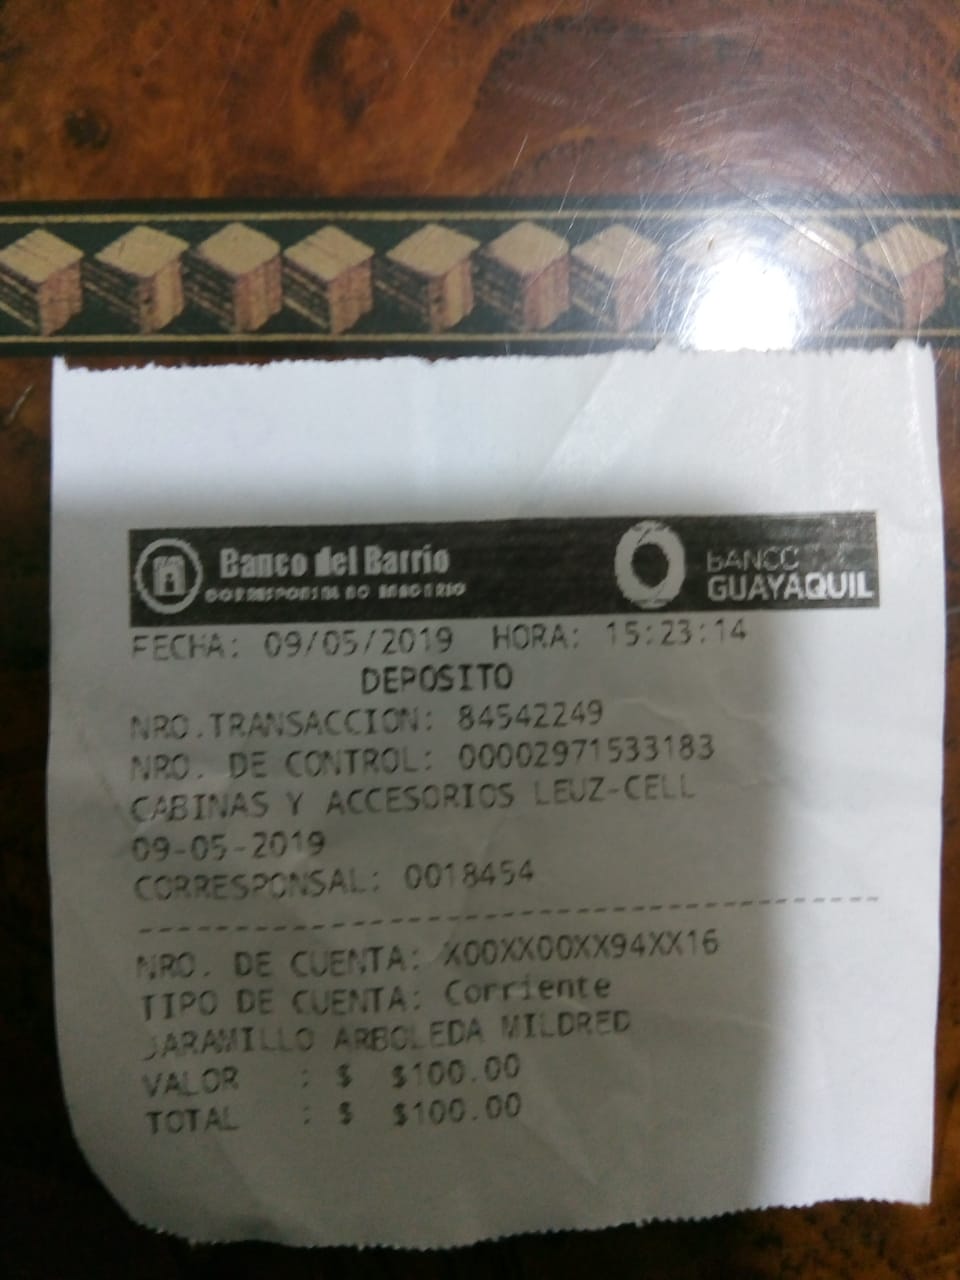 Banco del Barrio
CORRESPONSAL NO BANCARIO
BANCO
GUAYAQUIL
FECHA: 09/05/2019 HORA: 15:23:14
DEPOSITO
NRO.TRANSACCION: 84542249
NRO. DE CONTROL: 00002971533183
CABINAS Y ACCESORIOS LEUZ-CELL
09-05-2019
CORRESPONSAL: 0018454
NRO. DE CUENTA: X00XX00XX94XX16
TIPO DE CUENTA: Corriente
JARAMILLO ARBOLEDA MILDRED
VALOR : $ $100.00
TOTAL : $ $100.00